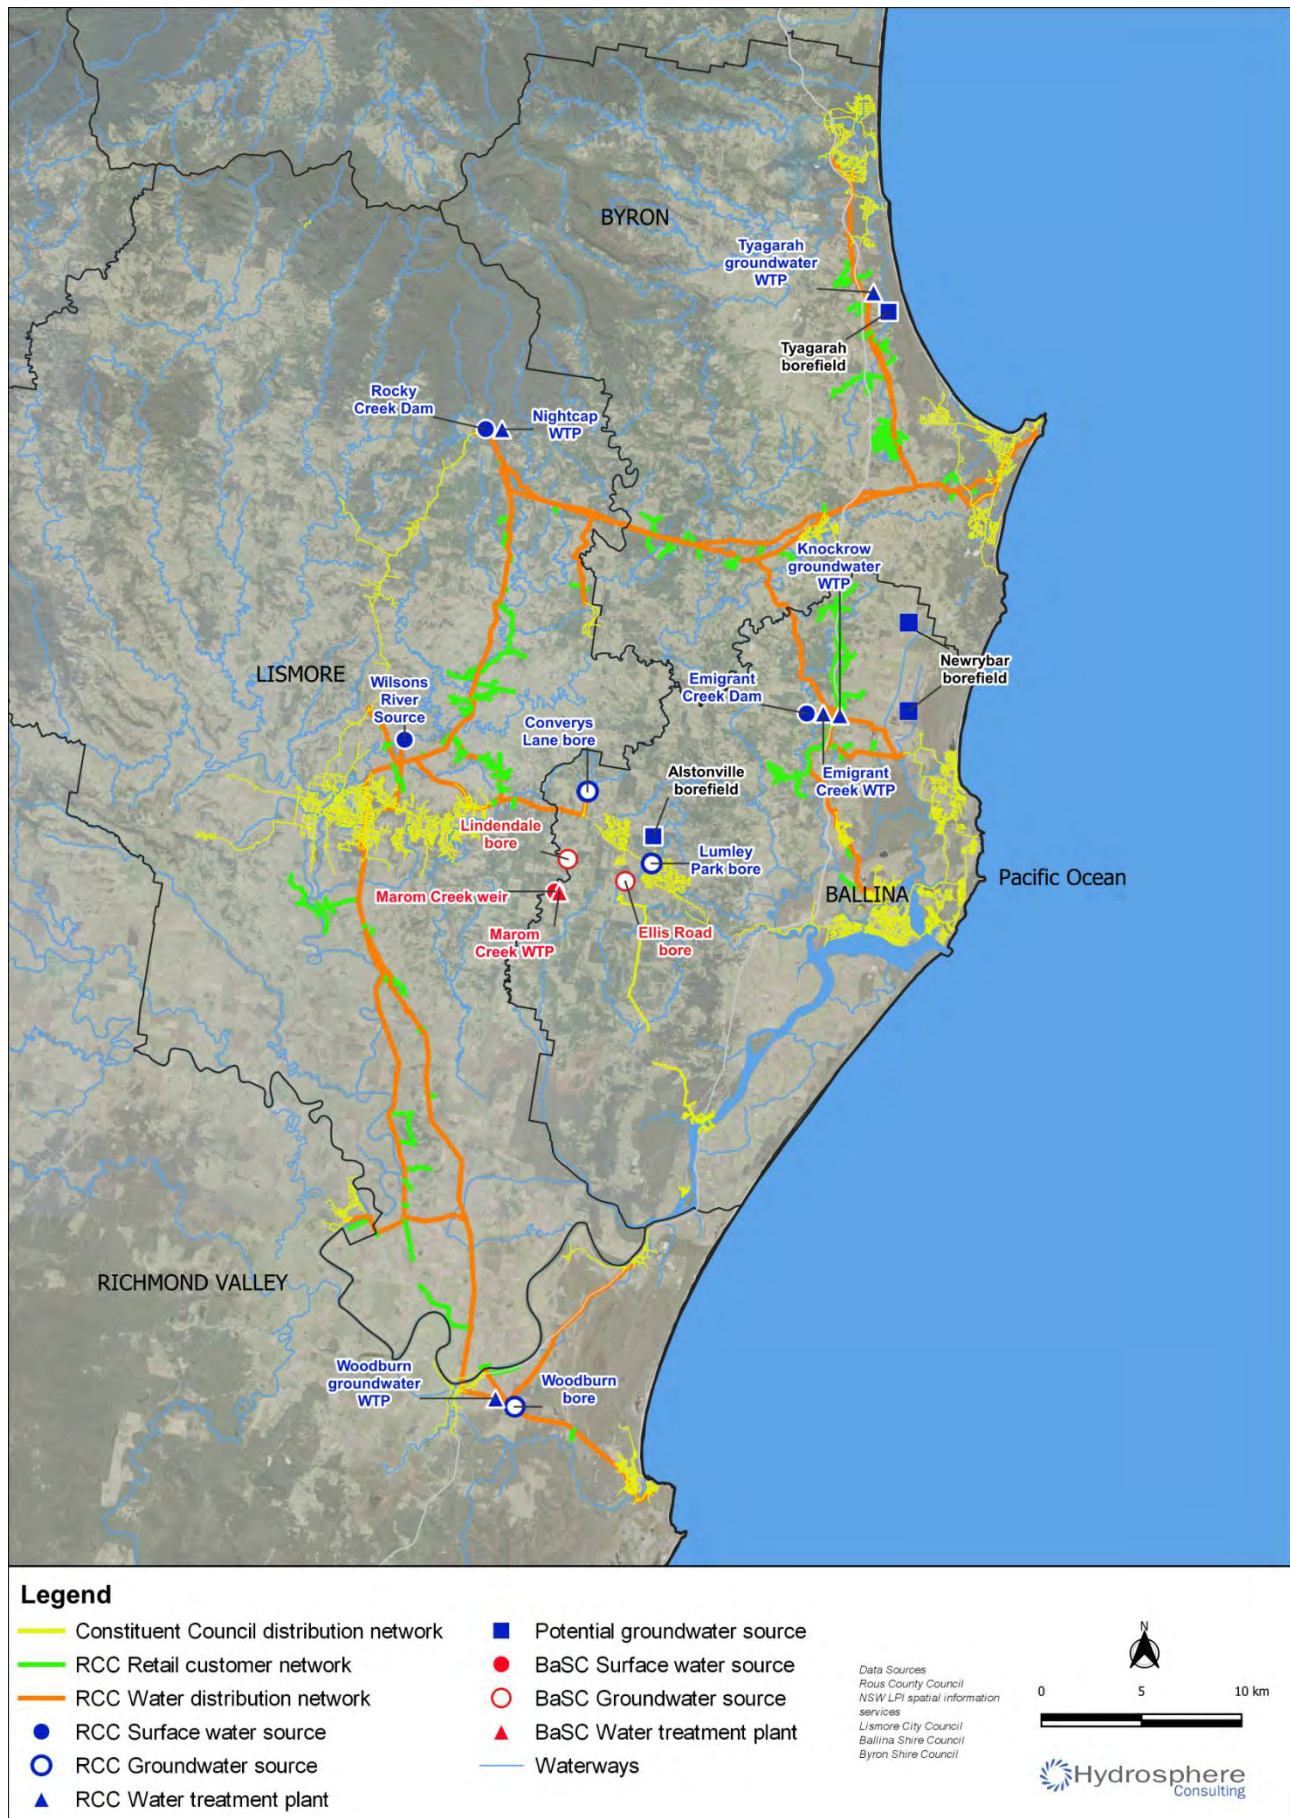 BYRON
Tyagarah
groundwater
WTP
Tyagarah
borefield
Rocky
Creek Dam
Nightcap
WTP
Knockrow
groundwater
WTP
Newrybar
borefield
LISMORE
Wilsons
River
Source
Emigrant
Creek Dam
Converys
Lane bore
Alstonville
borefield
Emigrant
Creek WTP
Lindendale
bore
Lumley
Park bore
Marom Creek weir
BALLINA
Pacific Ocean
Marom
Creek WTP
Ellis Road
bore
RICHMOND VALLEY
Woodburn
groundwater
WTP
Woodburn
bore
Legend
Constituent Council distribution network
RCC Retail customer network
RCC Water distribution network
RCC Surface water source
RCC Groundwater source
RCC Water treatment plant
Potential groundwater source
BaSC Surface water source
BaSC Groundwater source
BaSC Water treatment plant
Waterways
Data Sources
Rous County Council
NSW LPI spatial information
services
Lismore City Council
Ballina Shire Council
Byron Shire Council
N
0 5 10 km
Hydrosphere
Consulting